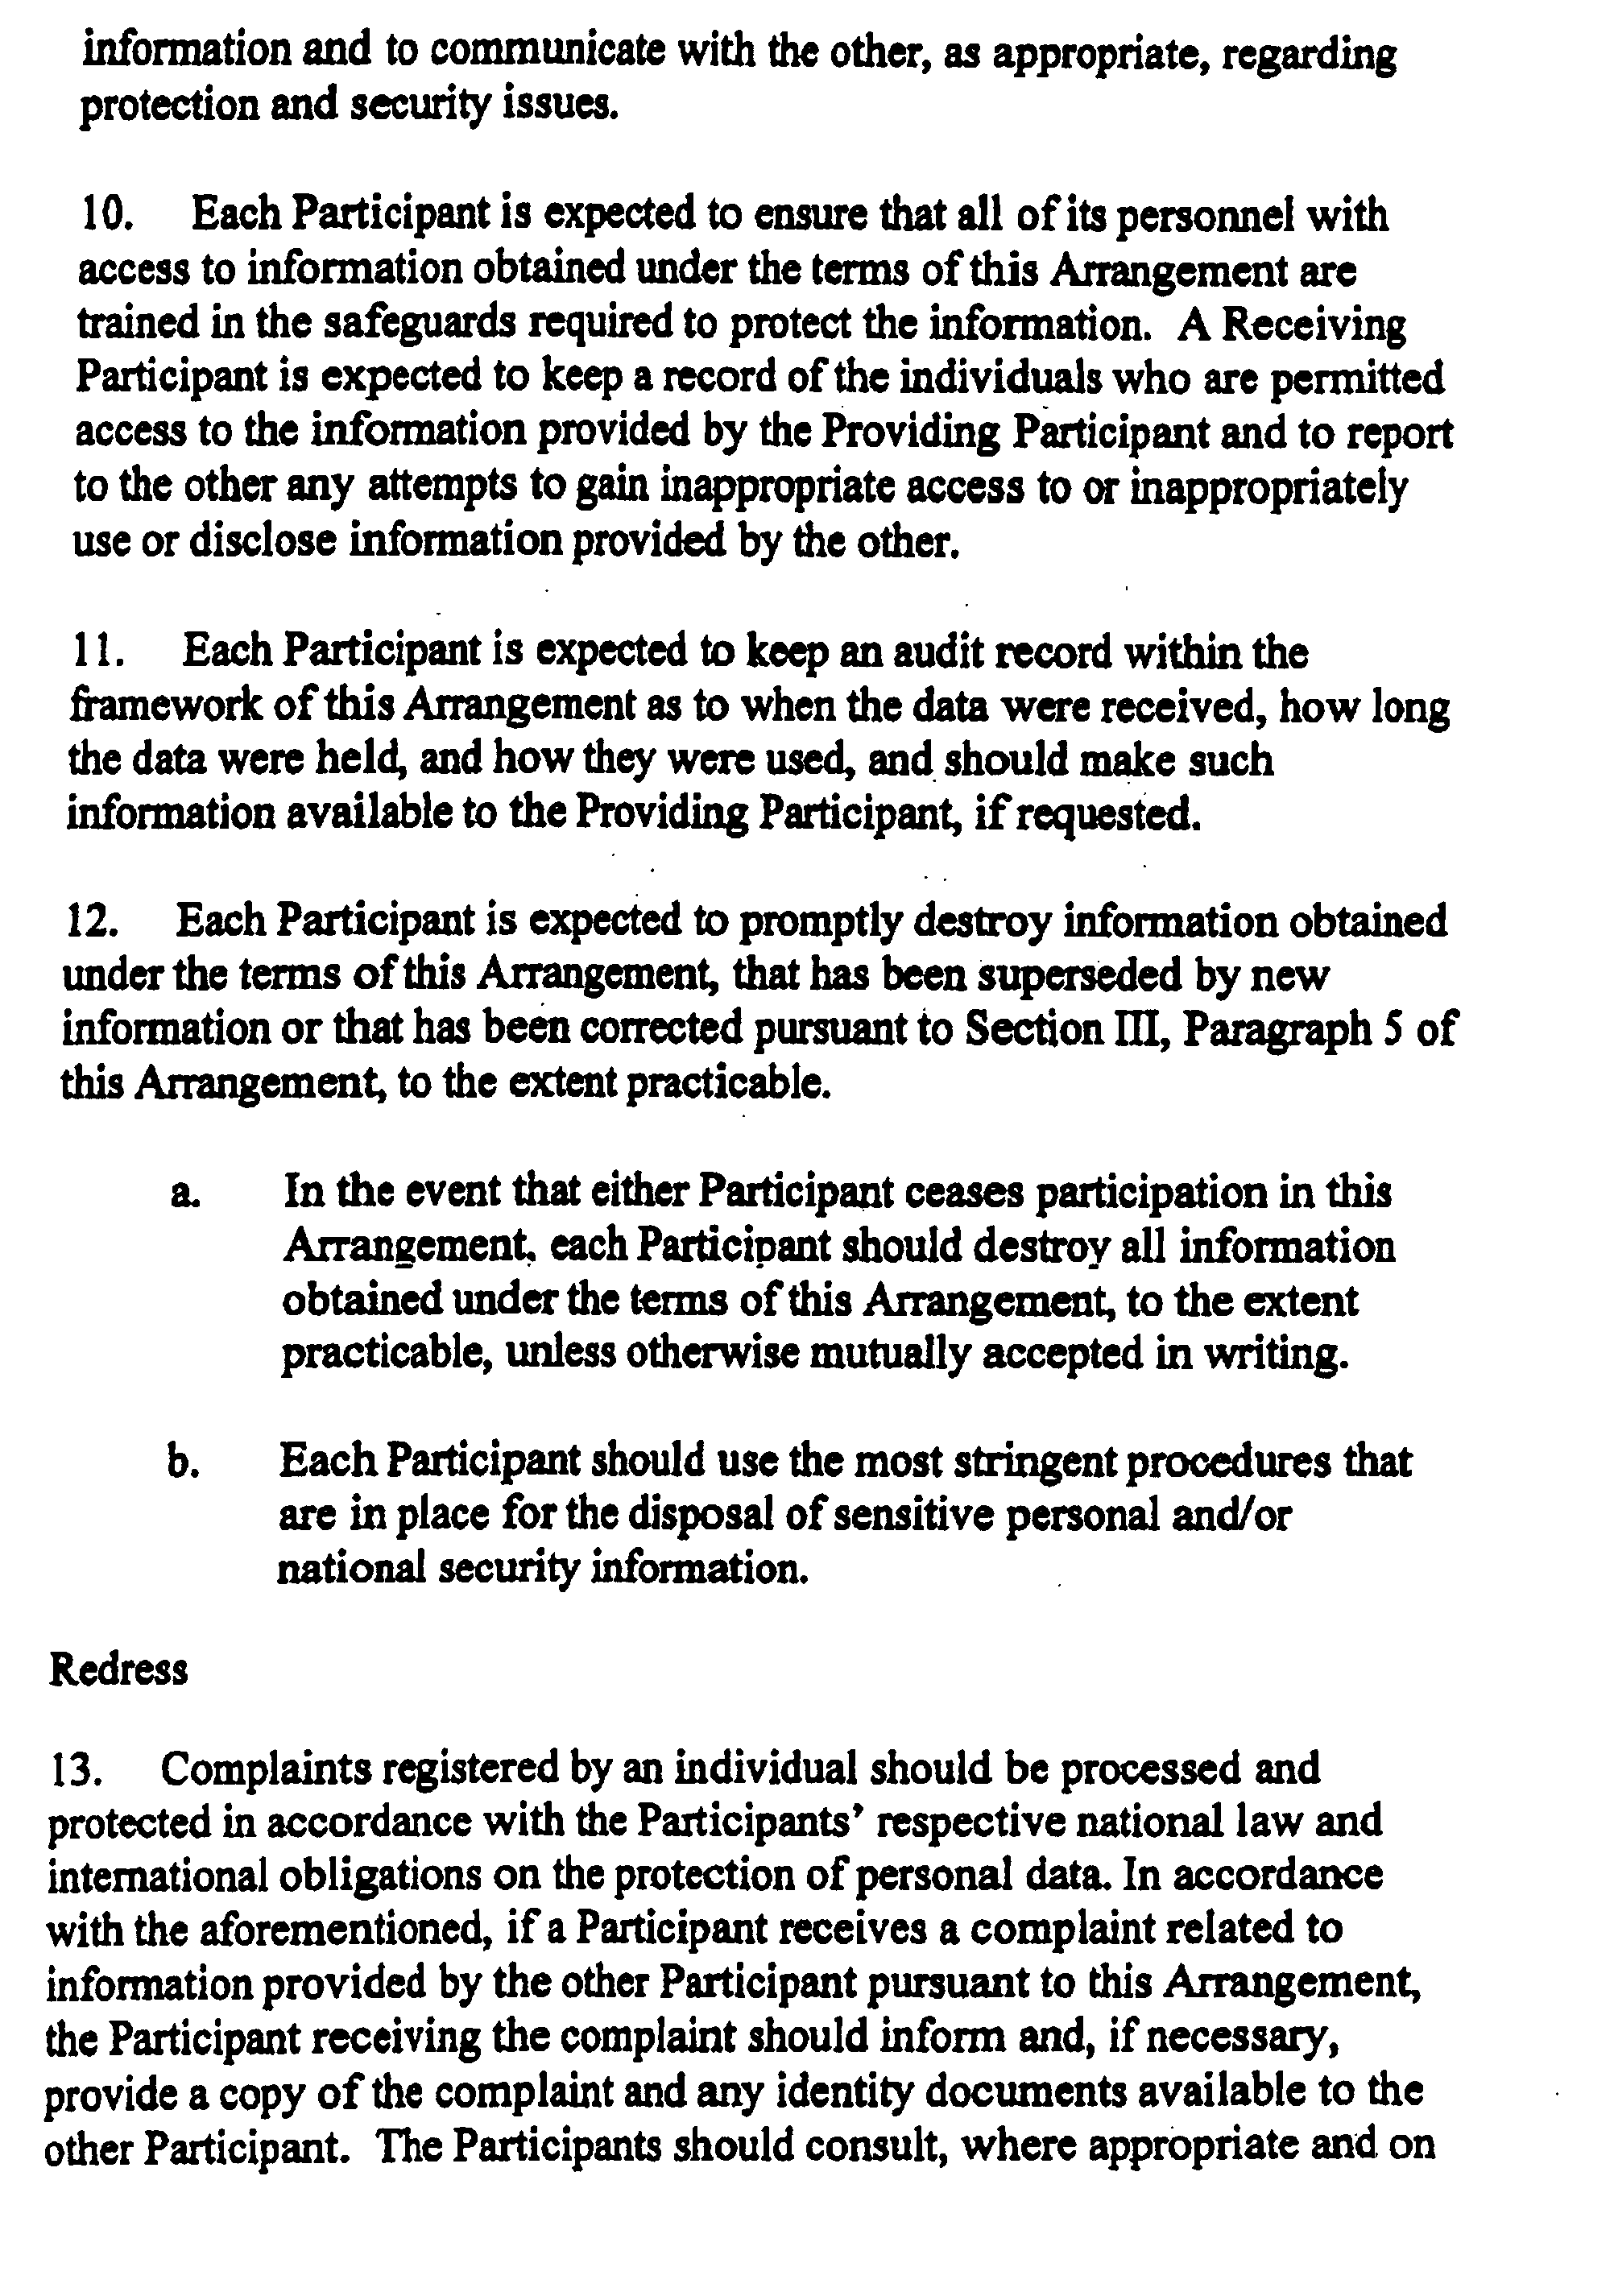 information and to communicate with the other, as appropriate, regarding
protection and security issues.
10. Each Participant is expected to ensure that all of its personnel with
access to information obtained under the terms of this Arrangement are
trained in the safeguards required to protect the information. A Receiving
Participant is expected to keep a record of the individuals who are permitted
access to the information provided by the Providing Participant and to report
to the other any attempts to gain inappropriate access to or inappropriately
use or disclose information provided by the other.
11. Each Participant is expected to keep an audit record within the
framework of this Arrangement as to when the data were received, how long
the data were held, and how they were used, and should make such
information available to the Providing Participant, if requested.
12. Each Participant is expected to promptly destroy information obtained
under the terms of this Arrangement, that has been superseded by new
information or that has been corrected pursuant to Section III, Paragraph 5 of
this Arrangement, to the extent practicable.
a. In the event that either Participant ceases participation in this
Arrangement, each Participant should destroy all information
obtained under the terms of this Arrangement, to the extent
practicable, unless otherwise mutually accepted in writing.
b. Each Participant should use the most stringent procedures that
are in place for the disposal of sensitive personal and/or
national security information.
Redress
13. Complaints registered by an individual should be processed and
protected in accordance with the Participants' respective national law and
international obligations on the protection of personal data. In accordance
with the aforementioned, if a Participant receives a complaint related to
information provided by the other Participant pursuant to this Arrangement,
the Participant receiving the complaint should inform and, if necessary,
provide a copy of the complaint and any identity documents available to the
other Participant. The Participants should consult, where appropriate and on